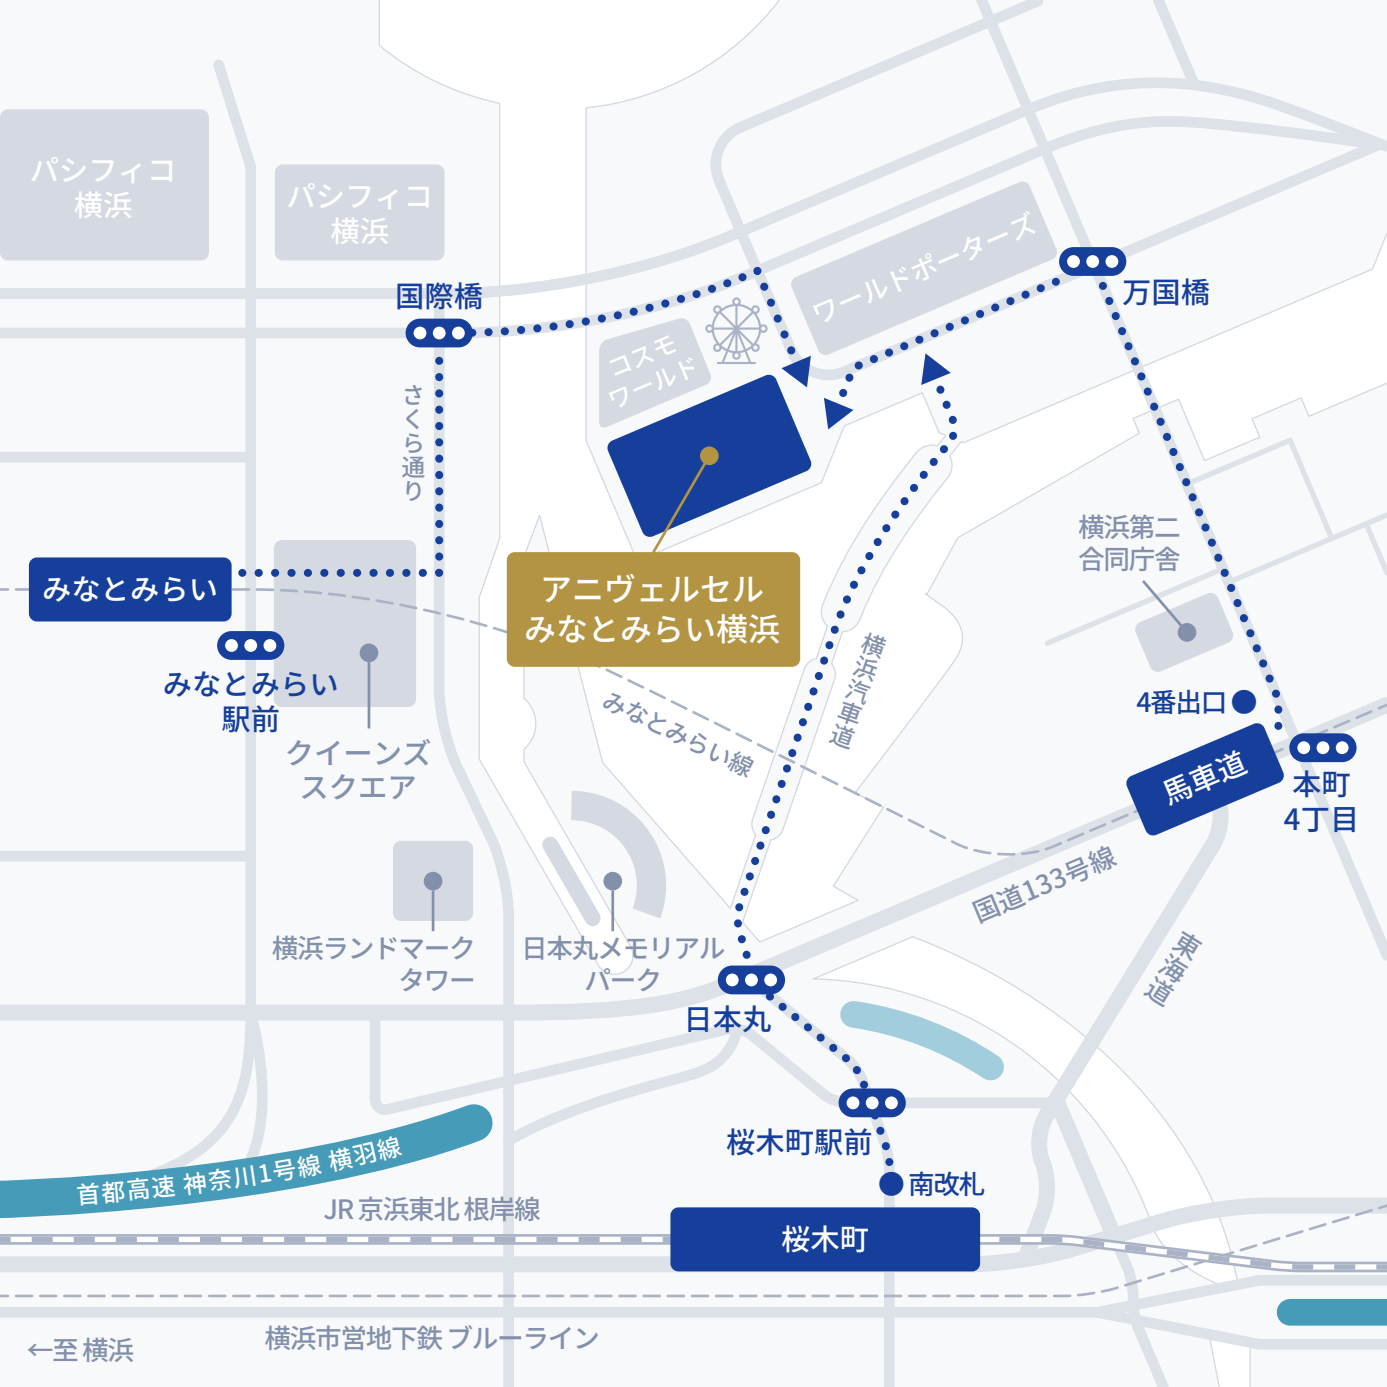 パシフィコ
横浜
パシフィコ
横浜
ワールドポーターズ
国際橋
万国橋
コスモ
ワールド
さくら通り
横浜第二
合同庁舎
みなとみらい
アニヴェルセル
みなとみらい横浜
みなとみらい
駅前
横浜汽車道
みなとみらい線
4番出口
クイーンズ
スクエア
馬車道
本町
4丁目
国道133号線
横浜ランドマーク
タワー
日本丸メモリアル
パーク
東海道
日本丸
桜木町駅前
首都高速 神奈川1号線 横羽線
南改札
JR 京浜東北 根岸線
桜木町
横浜市営地下鉄 ブルーライン
←至 横浜